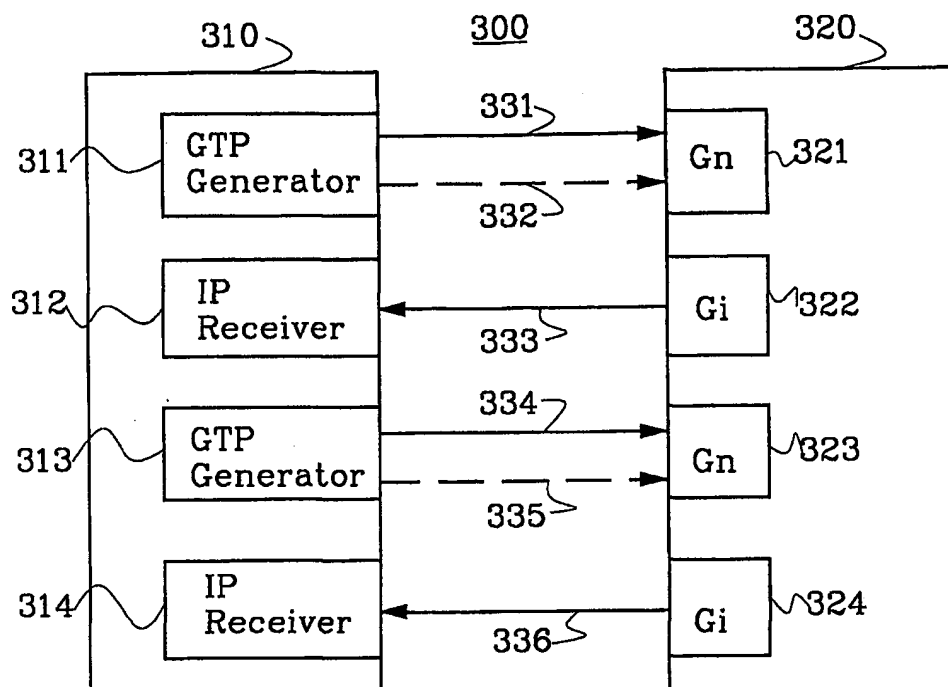 310
300
320
331
311
GTP
Generator
Gn
321
332
312
IP
Receiver
Gi
322
333
334
313
GTP
Generator
Gn
323
335
314
IP
Receiver
Gi
324
336